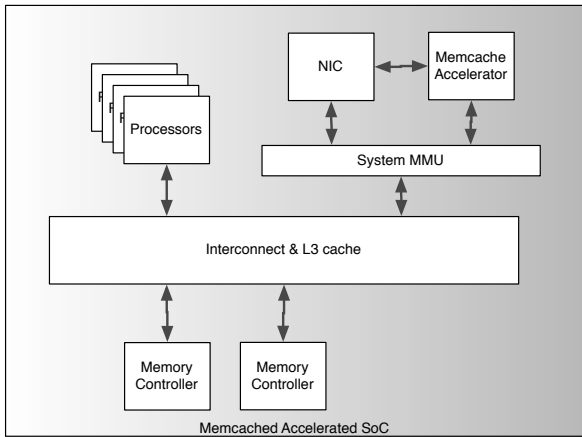 NIC
Memcache
Accelerator
Processors
System MMU
Interconnect & L3 cache
Memory
Controller
Memory
Controller
Memcached Accelerated SoC